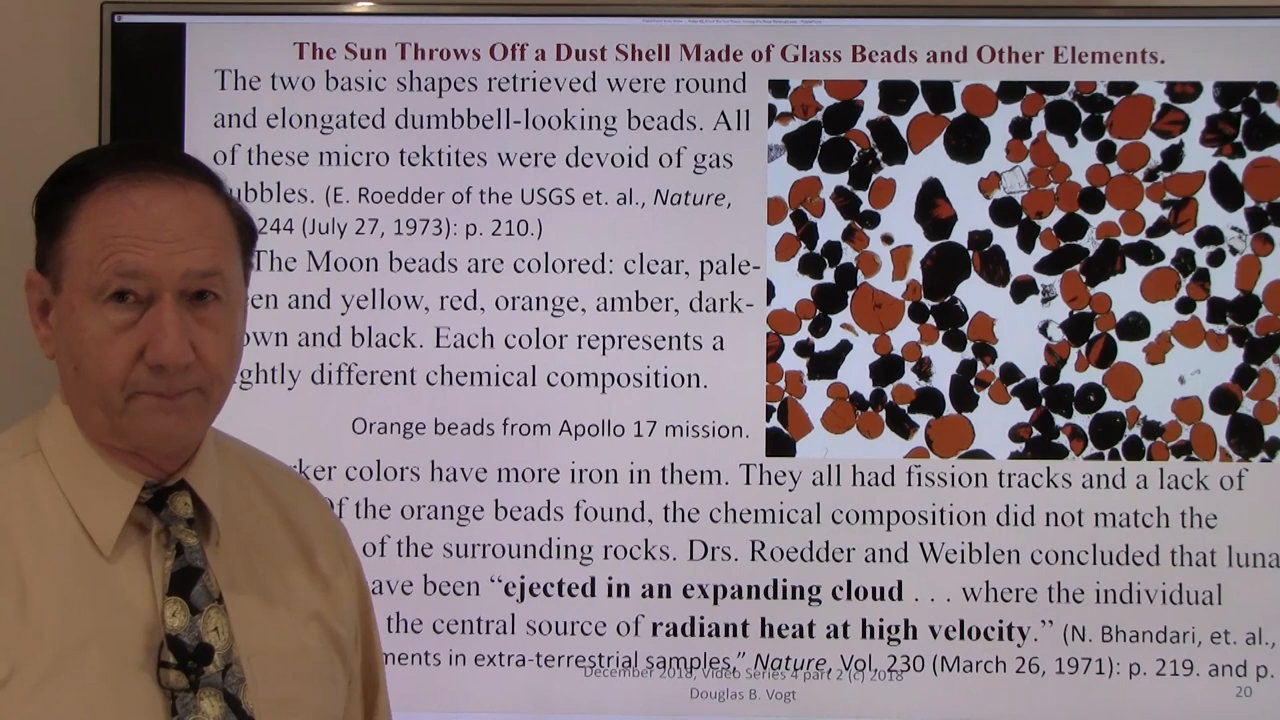 The Sun Throws Off a Dust Shell Made of Glass Beads and Other Elements.
The two basic shapes retrieved were round
and elongated dumbbell-looking beads. All
of these micro tektites were devoid of gas
ubbles. (E. Roedder of the USGS et. al., Nature,
244 (July 27, 1973): p. 210.)
The Moon beads are colored: clear, pale-
en and yellow, red, orange, amber, dark-
own and black. Each color represents a
ghtly different chemical composition.
Orange beads from Apollo 17 mission.
rker colors have more iron in them. They all had fission tracks and a lack of
Of the orange beads found, the chemical composition did not match the
of the surrounding rocks. Drs. Roedder and Weiblen concluded that luna
ave been “ejected in an expanding cloud . . . where the individual
the central source of radiant heat at high velocity.” (N. Bhandari, et. al.,
ments in extra-terrestrial samples,” Nature, Vol. 230 (March 26, 1971): p. 219. and p.
December 2018, Video Series 4 part 2 (c) 2018
Douglas B. Vogt
20